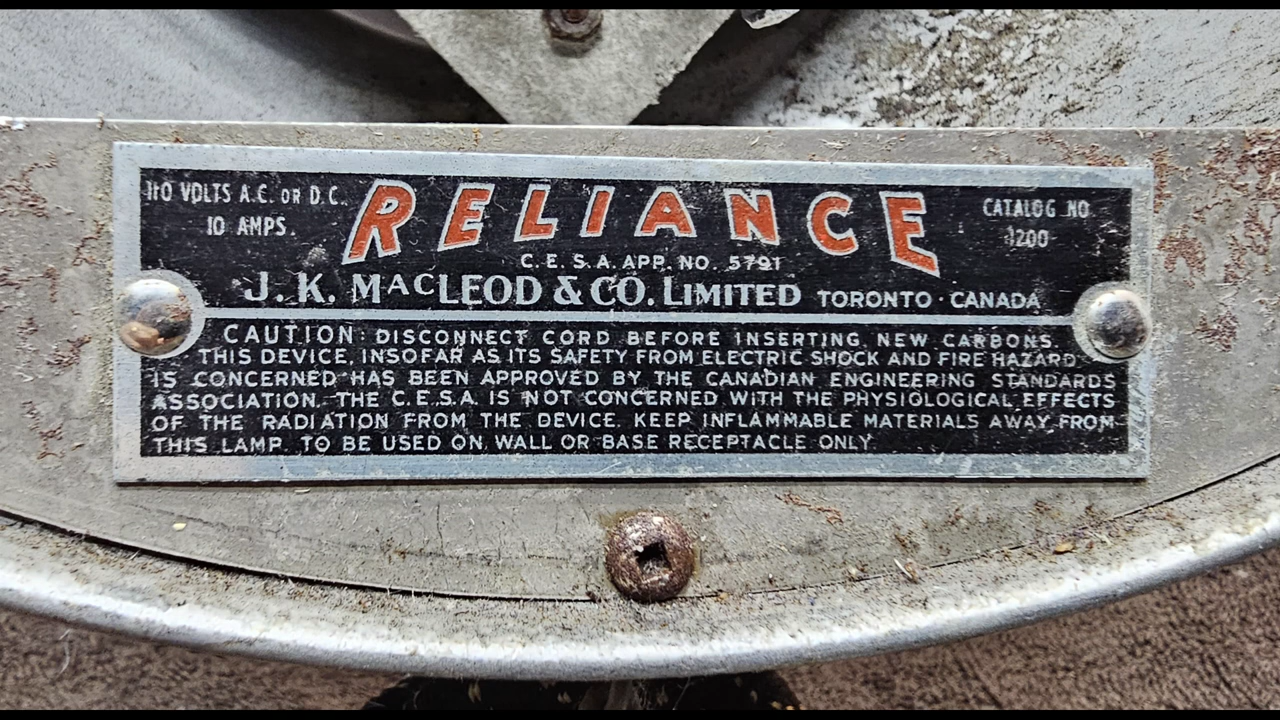 110 VOLTS A.C. OR D.C.
10 AMPS.
RELIANCE
CATALOG NO
1200
C.E.S.A. APP. NO. 5791
J. K. MACLEOD & CO. LIMITED TORONTO · CANADA
CAUTION: DISCONNECT CORD BEFORE INSERTING NEW CARBONS.
THIS DEVICE, INSOFAR AS ITS SAFETY FROM ELECTRIC SHOCK AND FIRE HAZARD
IS CONCERNED HAS BEEN APPROVED BY THE CANADIAN ENGINEERING STANDARDS
ASSOCIATION. THE C.E.S.A. IS NOT CONCERNED WITH THE PHYSIOLOGICAL EFFECTS
OF THE RADIATION FROM THE DEVICE. KEEP INFLAMMABLE MATERIALS AWAY FROM
THIS LAMP. TO BE USED ON WALL OR BASE RECEPTACLE ONLY.